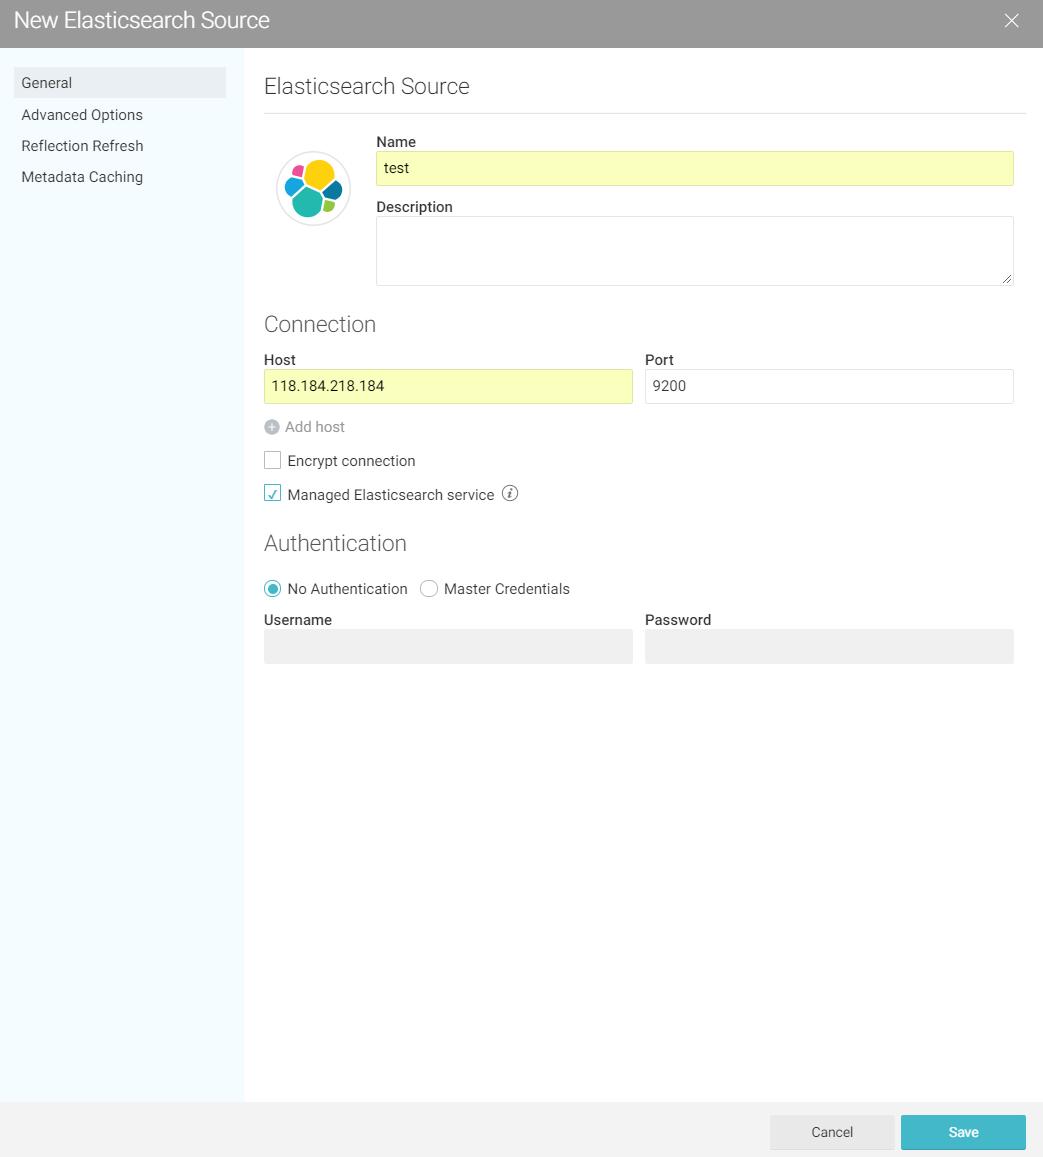 New Elasticsearch Source
General
Advanced Options
Reflection Refresh
Metadata Caching
Elasticsearch Source
Name
test
Description
Connection
Host Port
118.184.218.184 9200
Add host
Encrypt connection
Managed Elasticsearch service
Authentication
No Authentication Master Credentials
Username Password
Cancel Save